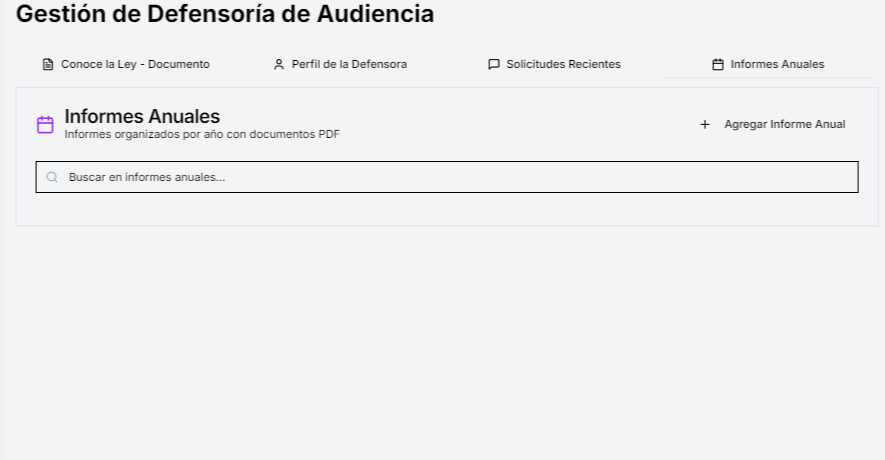 Gestión de Defensoría de Audiencia
Conoce la Ley - Documento
Perfil de la Defensora
Solicitudes Recientes
Informes Anuales
Informes Anuales
Informes organizados por año con documentos PDF
+ Agregar Informe Anual
Buscar en informes anuales...